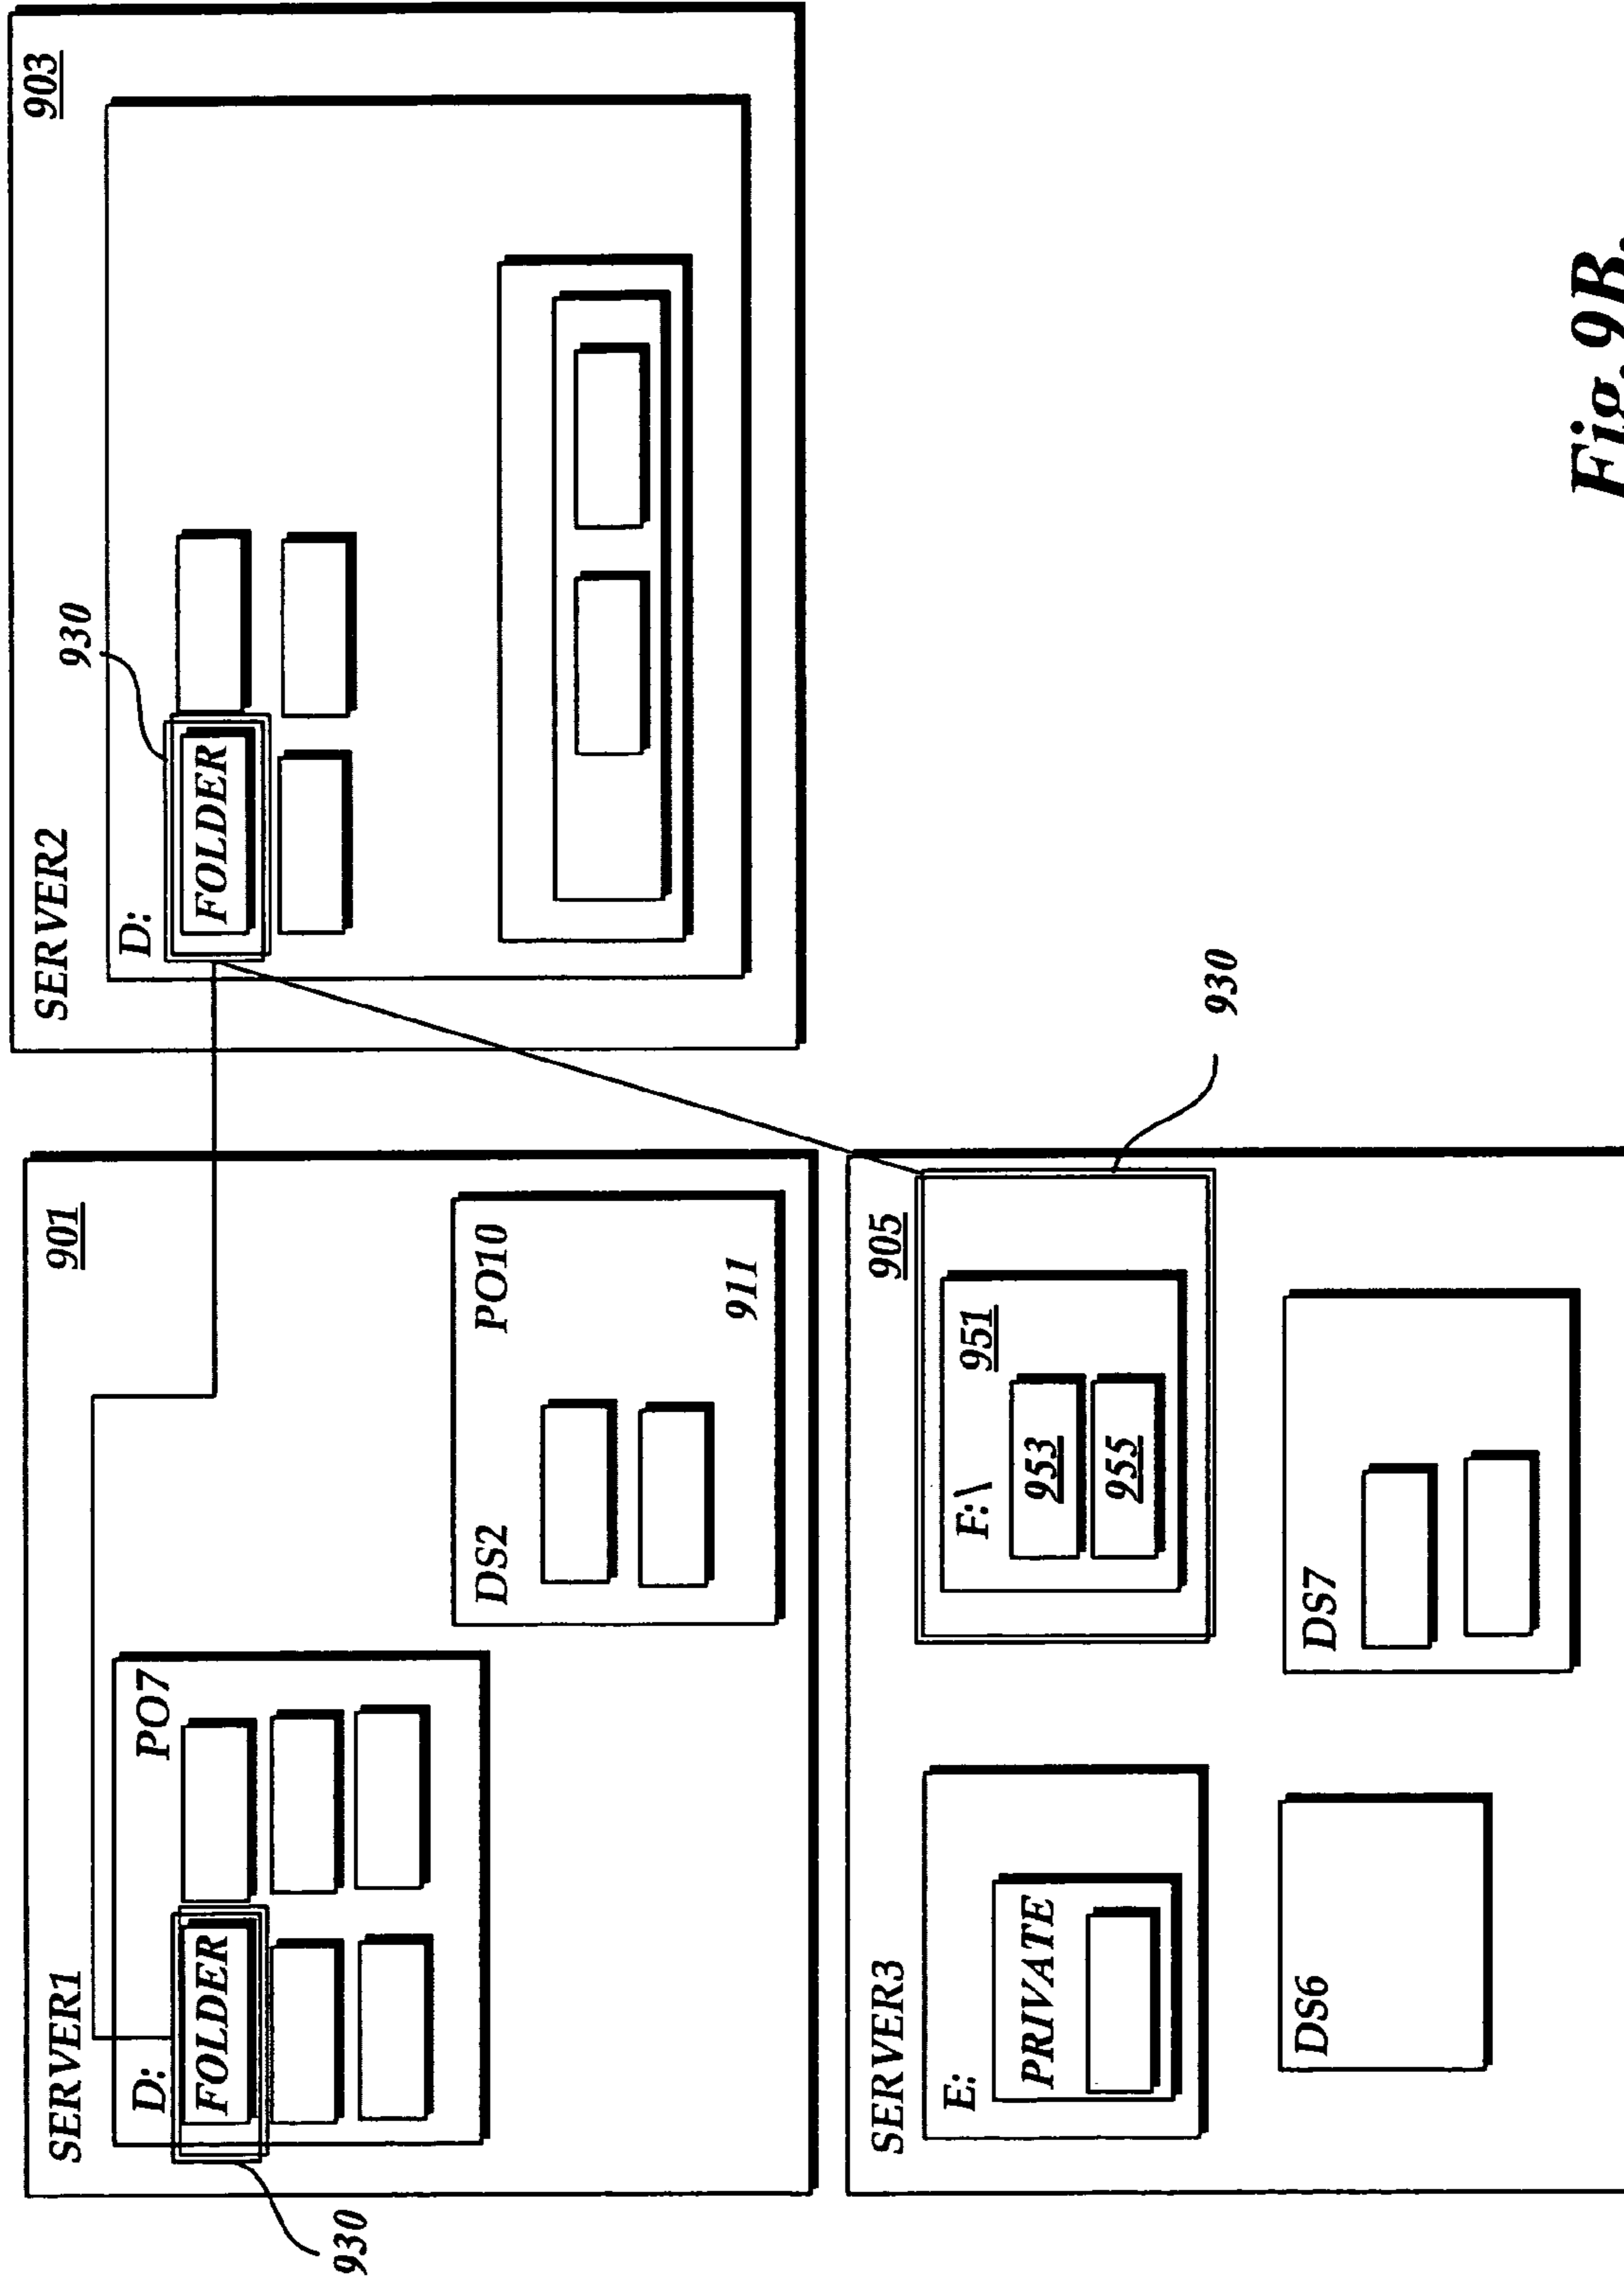 SERVER1
901
D:
PO7
FOLDER
930
DS2
PO10
911
SERVER2
903
930
D:
FOLDER
SERVER3
905
E:
PRIVATE
F:\
951
953
955
930
DS6
DS7
Fig.9B.